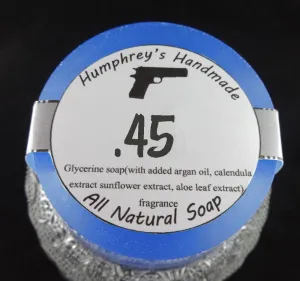 Humphrey's Handmade
.45
Glycerine soap(with added argan oil, calendula
extract sunflower extract, aloe leaf extract)
fragrance
All Natural Soap